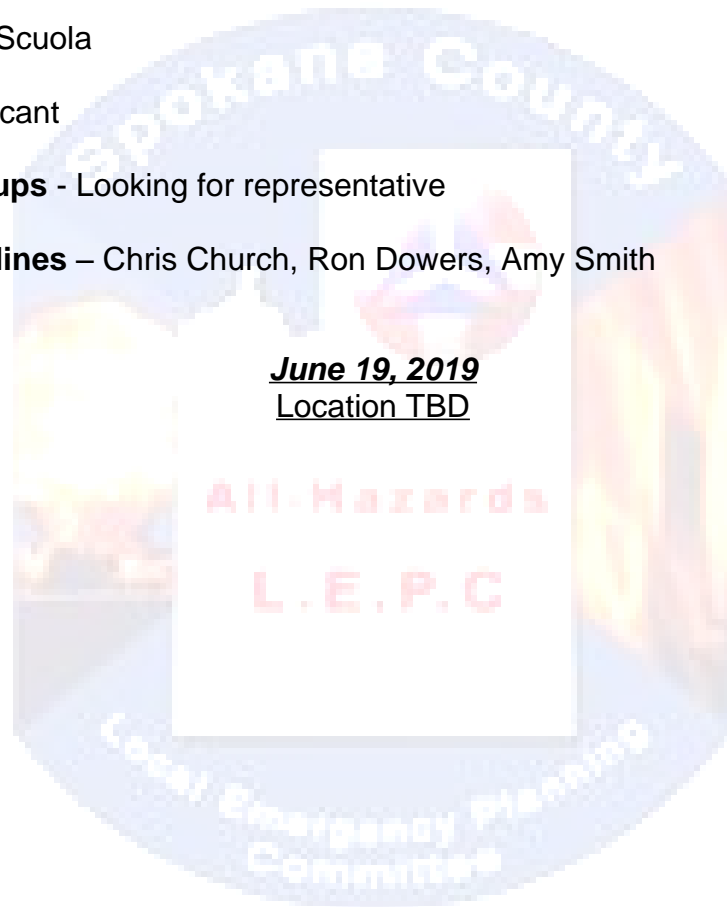 Scuola
cant
ups - Looking for representative
lines – Chris Church, Ron Dowers, Amy Smith
June 19, 2019
Location TBD
Spokane County
All-Hazards
L.E.P.C
Local Emergency Planning
Committee